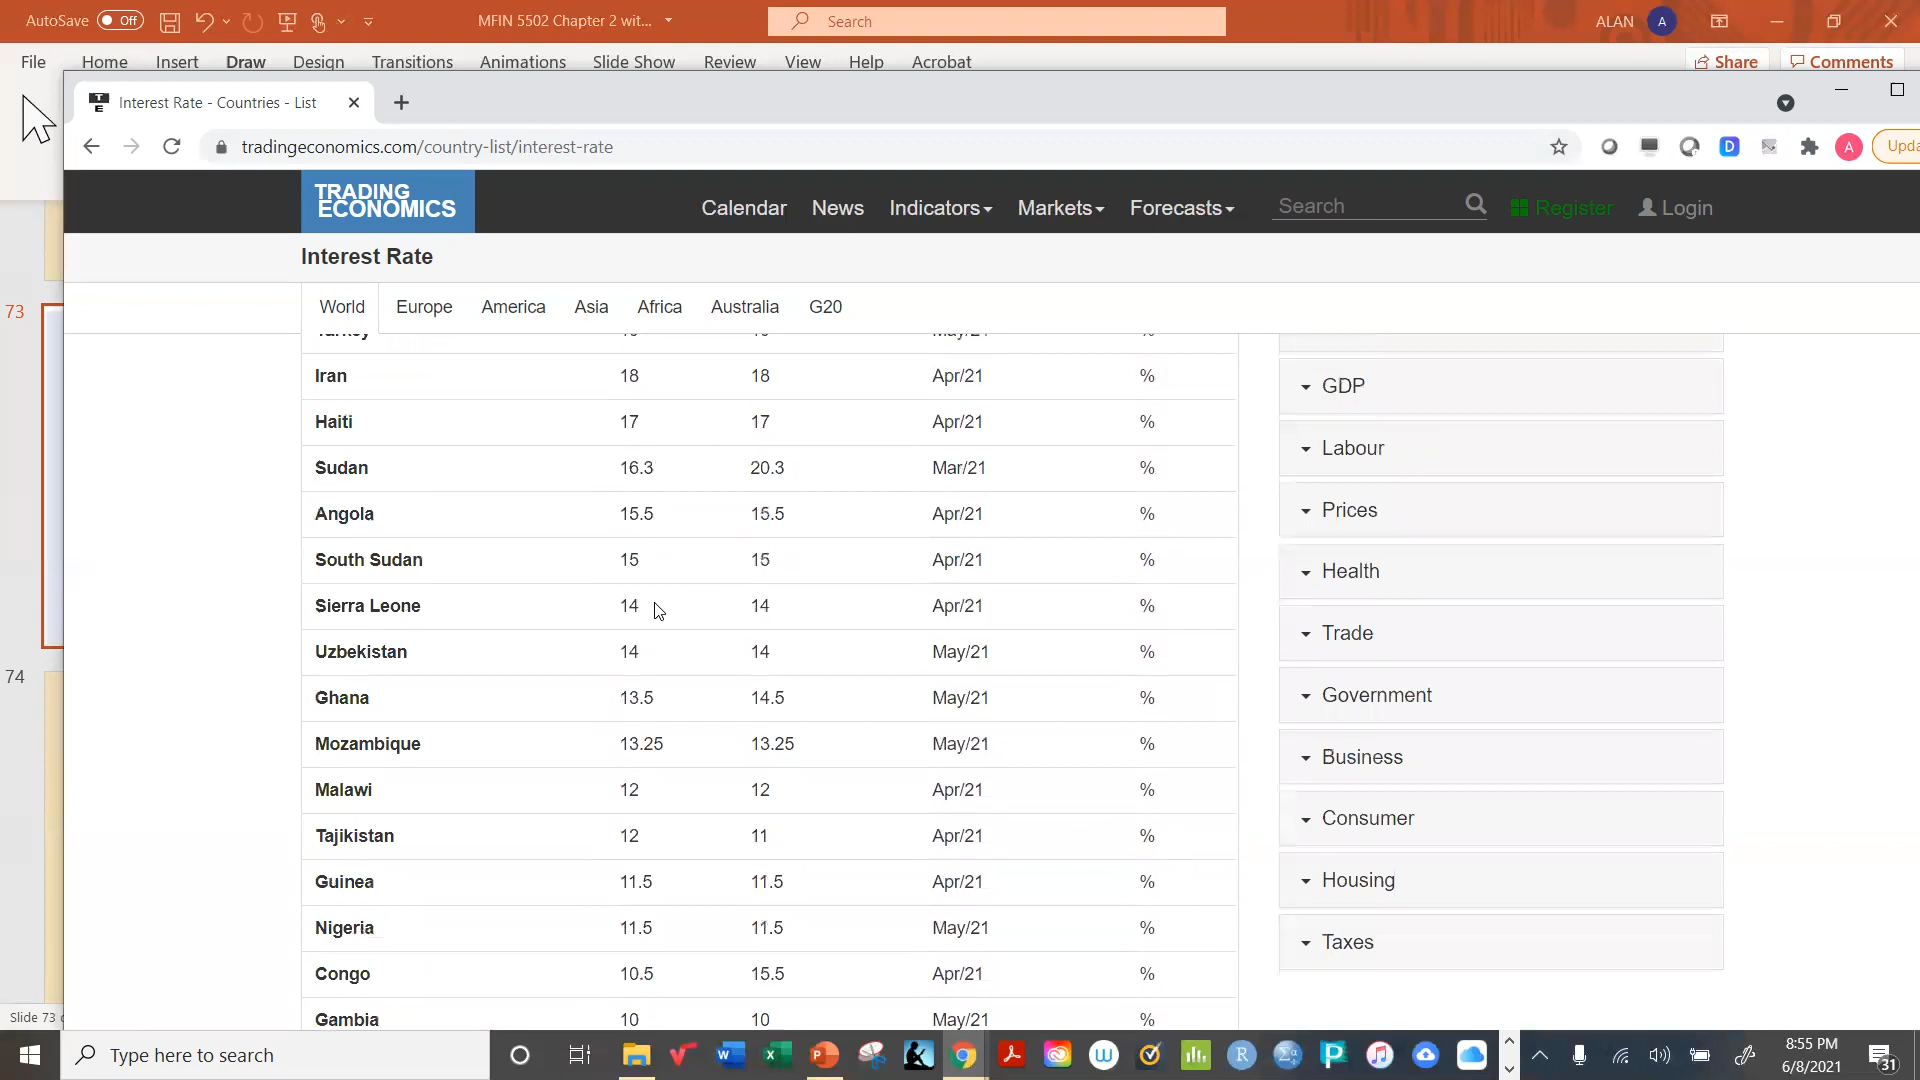 AutoSave Off MFIN 5502 Chapter 2 wit... Search ALAN A
File Home Insert Draw Design Transitions Animations Slide Show Review View Help Acrobat Share Comments
Interest Rate - Countries - List
tradingeconomics.com/country-list/interest-rate D A Upda
TRADING
ECONOMICS
Calendar News Indicators Markets Forecasts Search Register Login
Interest Rate
World Europe America Asia Africa Australia G20
Iran 18 18 Apr/21 %
Haiti 17 17 Apr/21 %
Sudan 16.3 20.3 Mar/21 %
Angola 15.5 15.5 Apr/21 %
South Sudan 15 15 Apr/21 %
Sierra Leone 14 14 Apr/21 %
Uzbekistan 14 14 May/21 %
Ghana 13.5 14.5 May/21 %
Mozambique 13.25 13.25 May/21 %
Malawi 12 12 Apr/21 %
Tajikistan 12 11 Apr/21 %
Guinea 11.5 11.5 Apr/21 %
Nigeria 11.5 11.5 May/21 %
Congo 10.5 15.5 Apr/21 %
Gambia 10 10 May/21 %
GDP
Labour
Prices
Health
Trade
Government
Business
Consumer
Housing
Taxes
73
74
Slide 73
Type here to search
8:55 PM
6/8/2021
31